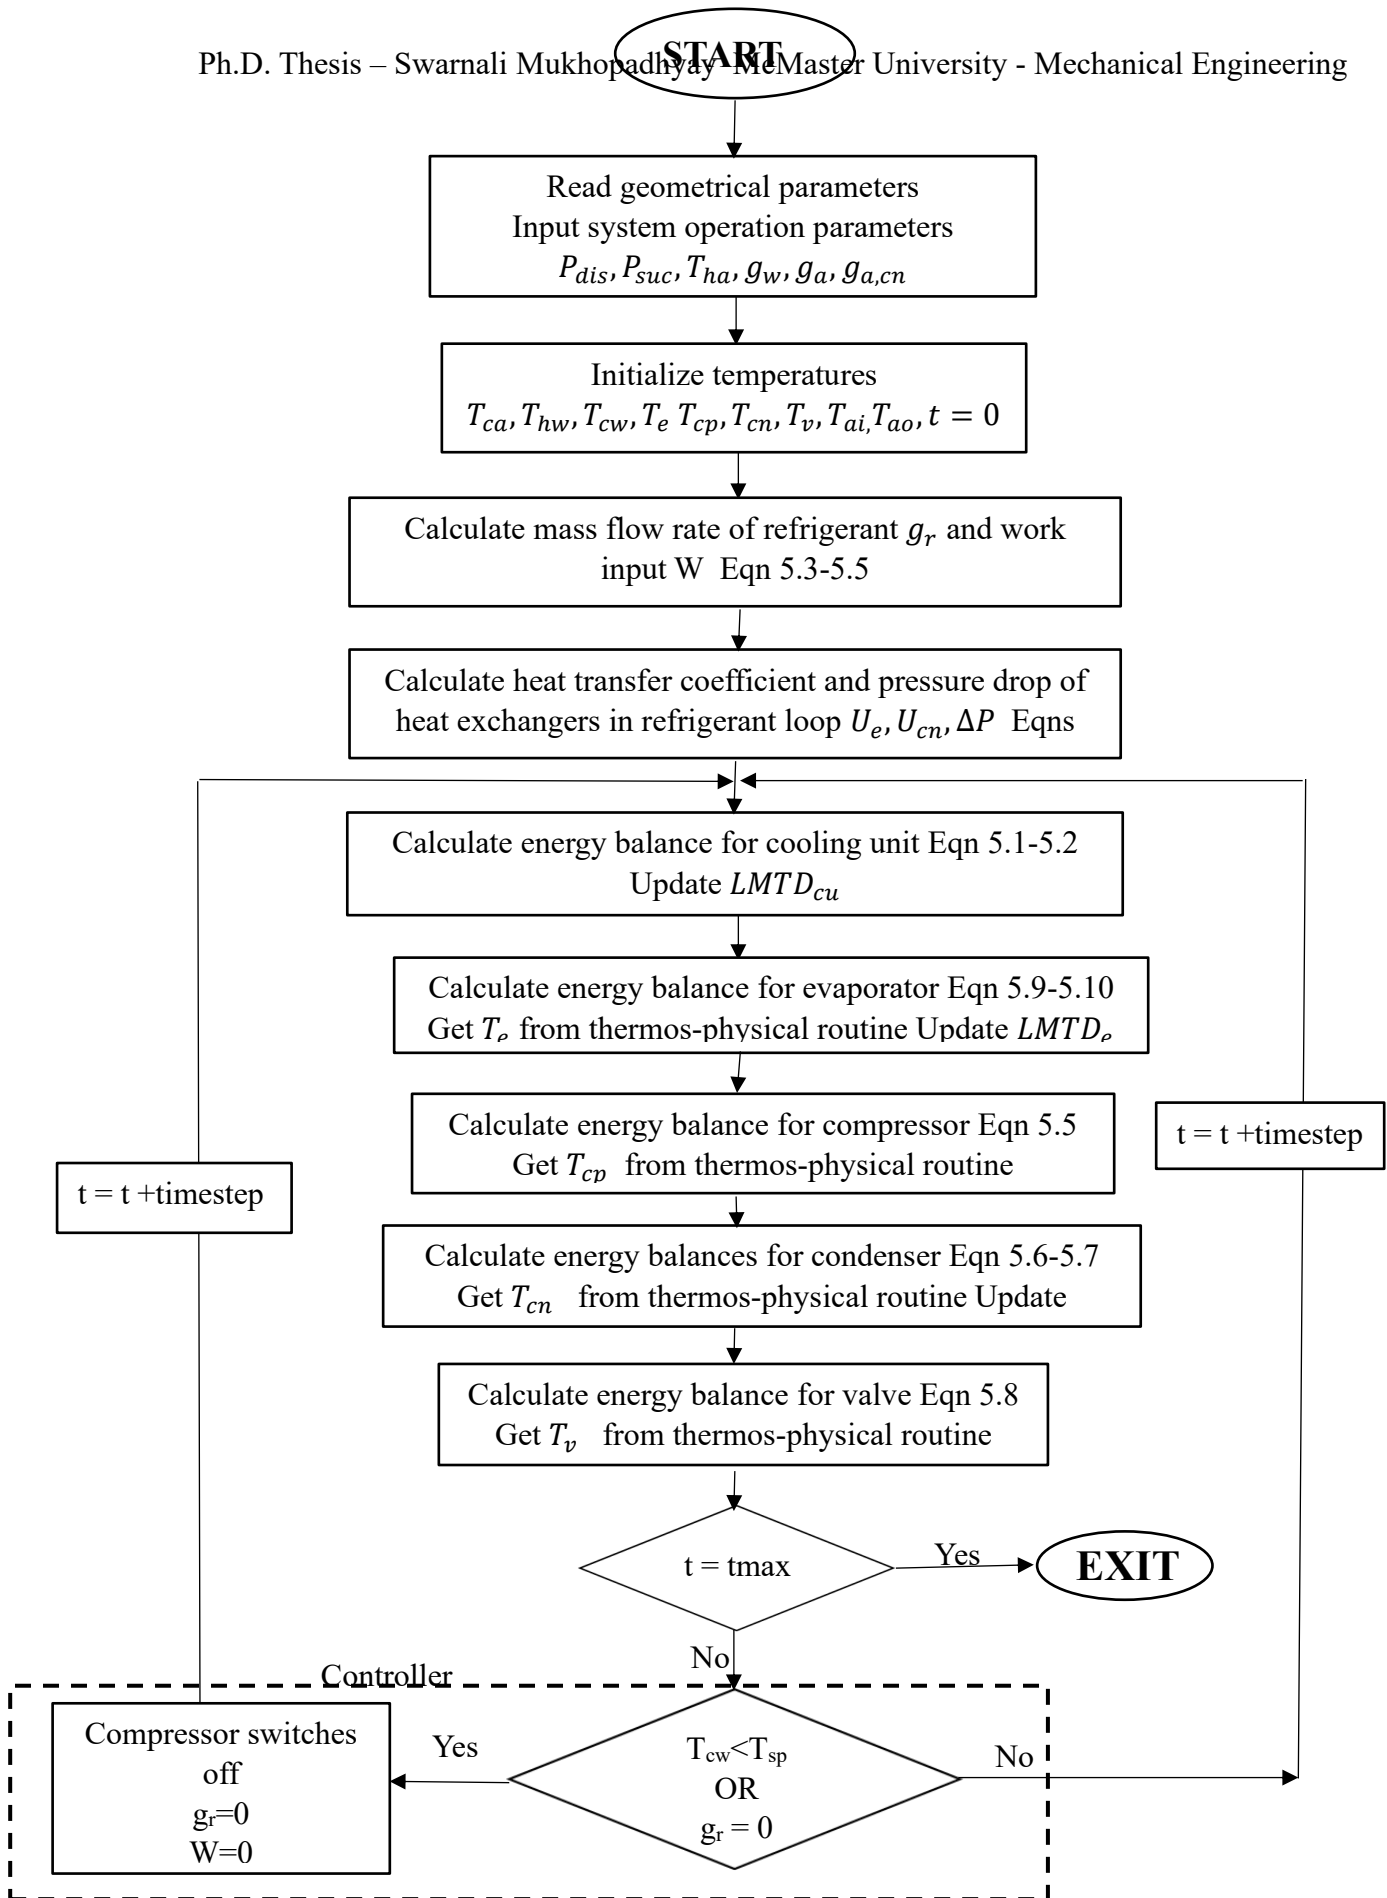 START
Ph.D. Thesis – Swarnali Mukhopadhyay McMaster University - Mechanical Engineering
Read geometrical parameters
Input system operation parameters
P_dis, P_suc, T_ha, g_w, g_a, g_a,cn
Initialize temperatures
T_ca, T_hw, T_cw, T_e T_cp, T_cn, T_v, T_ai, T_ao, t = 0
Calculate mass flow rate of refrigerant g_r and work
input W Eqn 5.3-5.5
Calculate heat transfer coefficient and pressure drop of
heat exchangers in refrigerant loop U_e, U_cn, ΔP Eqns
Calculate energy balance for cooling unit Eqn 5.1-5.2
Update LMTD_cu
Calculate energy balance for evaporator Eqn 5.9-5.10
Get T_e from thermos-physical routine Update LMTD_e
Calculate energy balance for compressor Eqn 5.5
Get T_cp from thermos-physical routine
t = t +timestep
t = t +timestep
Calculate energy balances for condenser Eqn 5.6-5.7
Get T_cn from thermos-physical routine Update
Calculate energy balance for valve Eqn 5.8
Get T_v from thermos-physical routine
t = tmax
Yes
EXIT
No
Controller
Compressor switches
off
g_r=0
W=0
Yes
T_cw<T_sp
OR
g_r = 0
No